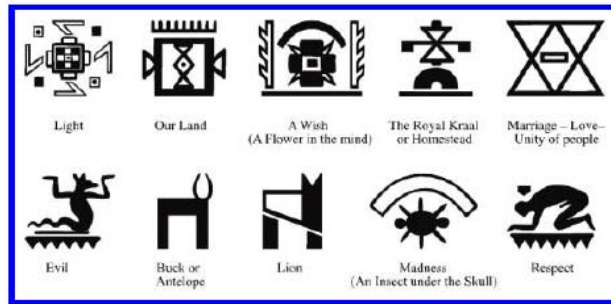 Light
Our Land
A Wish
(A Flower in the mind)
The Royal Kraal
or Homestead
Marriage – Love–
Unity of people
Evil
Buck or
Antelope
Lion
Madness
(An Insect under the Skull)
Respect